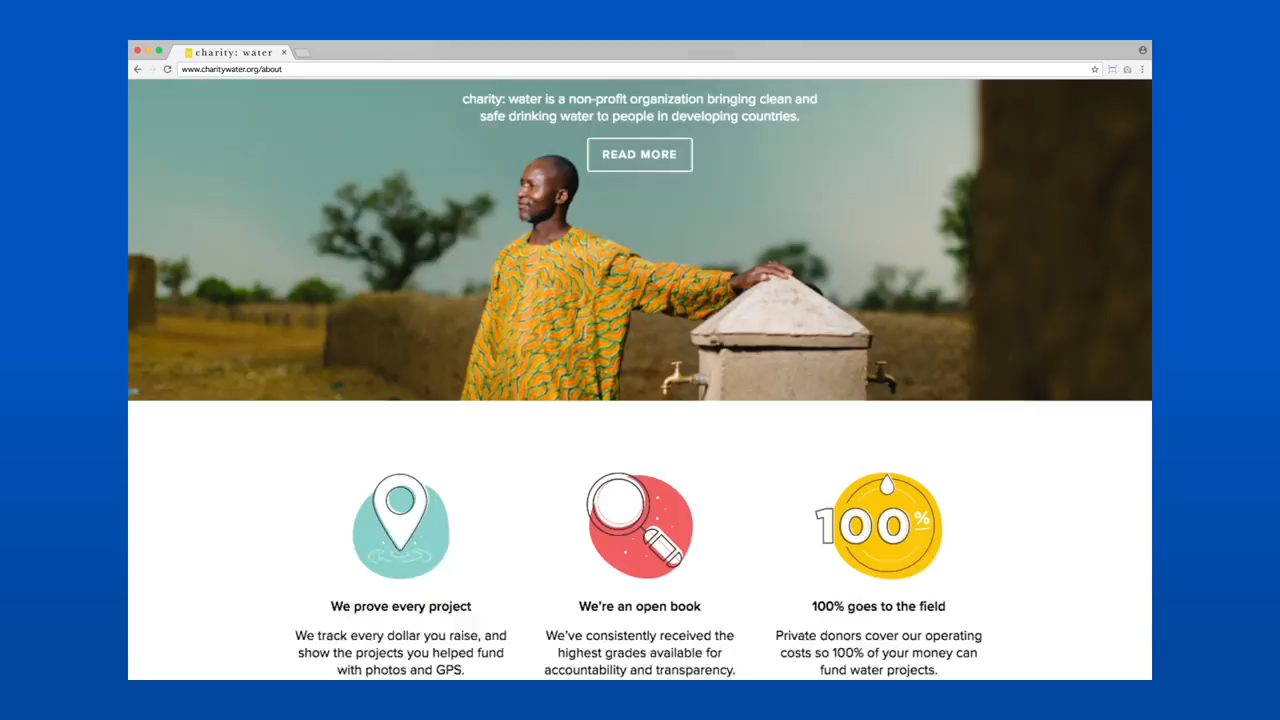 charity: water
www.charitywater.org/about
charity: water is a non-profit organization bringing clean and
safe drinking water to people in developing countries.
READ MORE
100%
We prove every project
We're an open book
100% goes to the field
We track every dollar you raise, and
show the projects you helped fund
with photos and GPS.
We've consistently received the
highest grades available for
accountability and transparency.
Private donors cover our operating
costs so 100% of your money can
fund water projects.